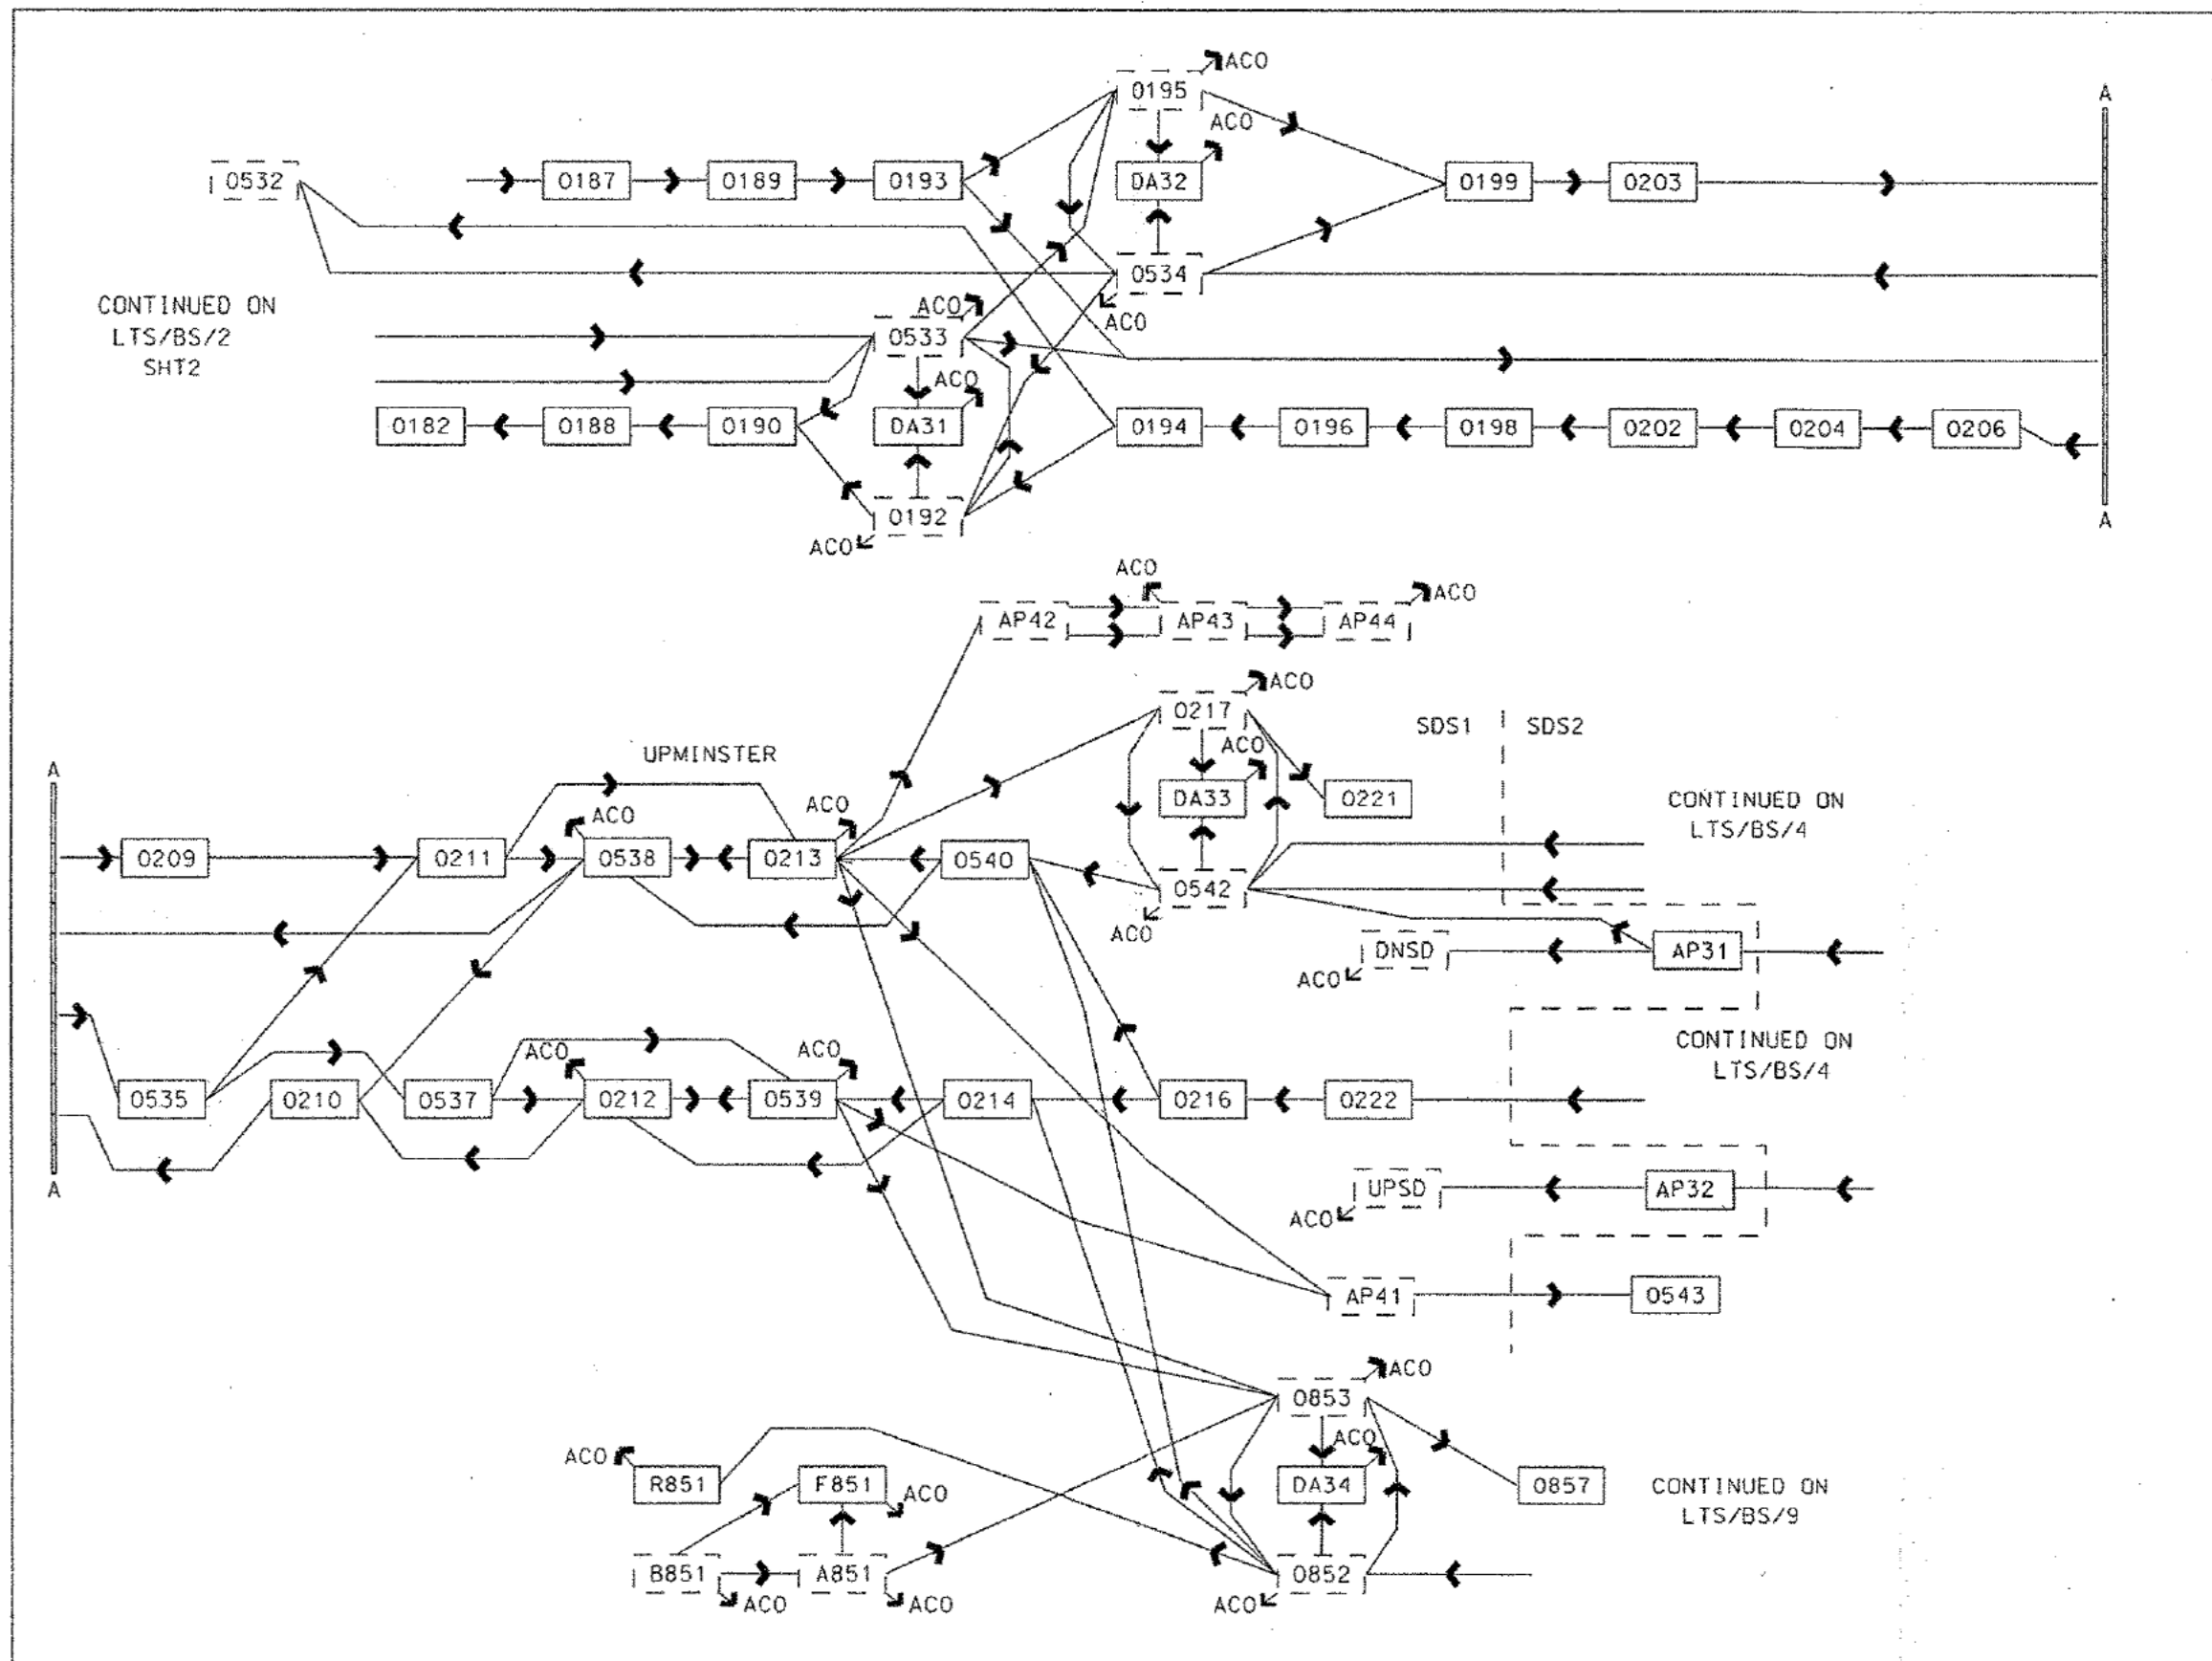 ACO
0195
A
ACO
0532
0187
0189
0193
DA32
0199
0203
0534
CONTINUED ON
LTS/BS/2
SHT2
ACO
ACO
0533
ACO
0182
0188
0190
DA31
0194
0196
0198
0202
0204
0206
0192
ACO
A
ACO
ACO
AP42
AP43
AP44
ACO
0217
SDS1
SDS2
UPMINSTER
ACO
A
DA33
0221
CONTINUED ON
LTS/BS/4
ACO
ACO
0209
0211
0538
0213
0540
0542
ACO
DNSD
AP31
ACO
CONTINUED ON
LTS/BS/4
ACO
ACO
0535
0210
0537
0212
0539
0214
0216
0222
A
UPSD
AP32
ACO
AP41
0543
ACO
0853
ACO
ACO
R851
F851
ACO
DA34
0857
CONTINUED ON
LTS/BS/9
B851
A851
0852
ACO
ACO
ACO